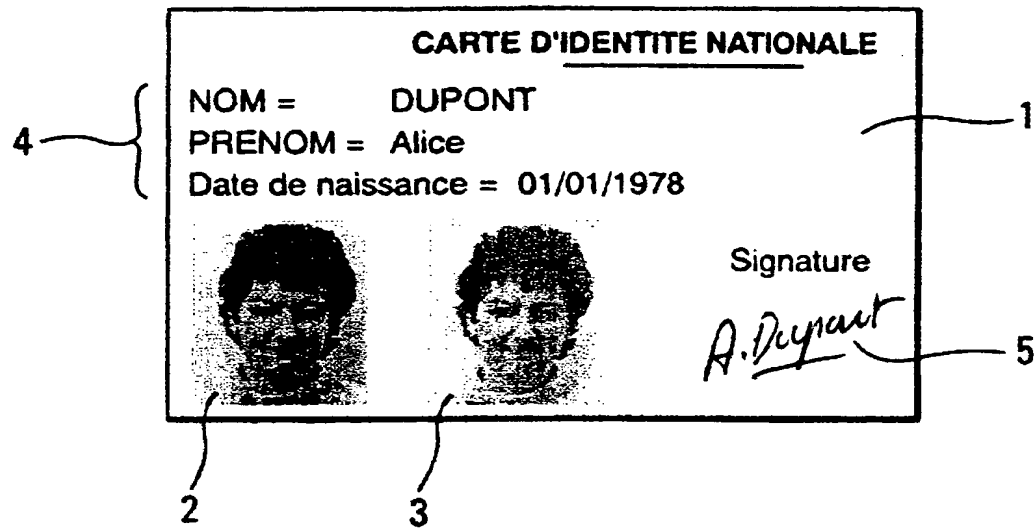 CARTE D'IDENTITE NATIONALE
NOM = DUPONT
PRENOM = Alice
Date de naissance = 01/01/1978
Signature
A. Dupont
1
4
5
2
3